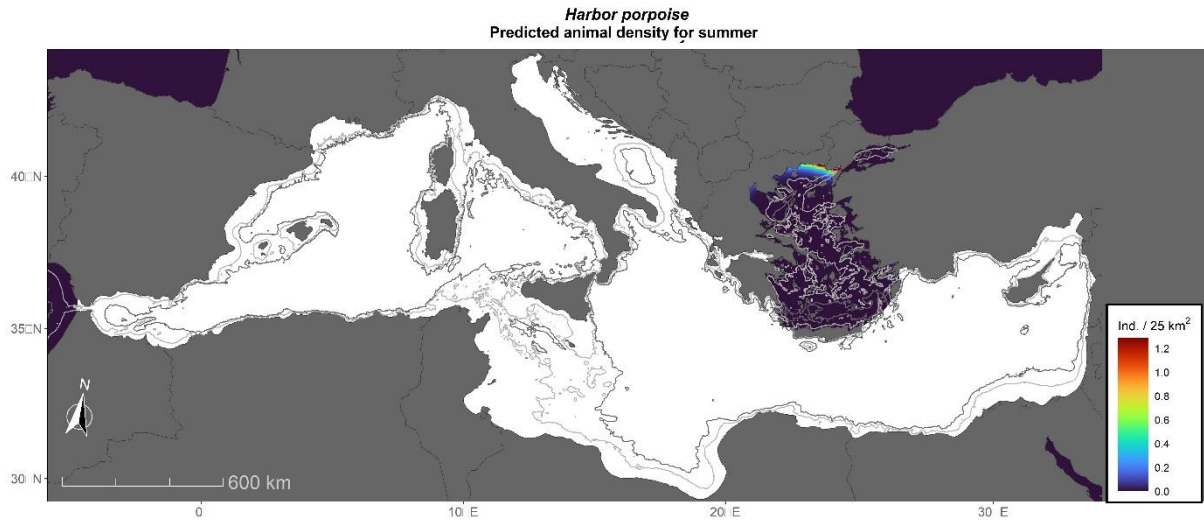 Harbor porpoise
Predicted animal density for summer
40□N
35□N
30□N
N
600 km
0
10□E
20□E
30□E
Ind. / 25 km²
1.2
1.0
0.8
0.6
0.4
0.2
0.0